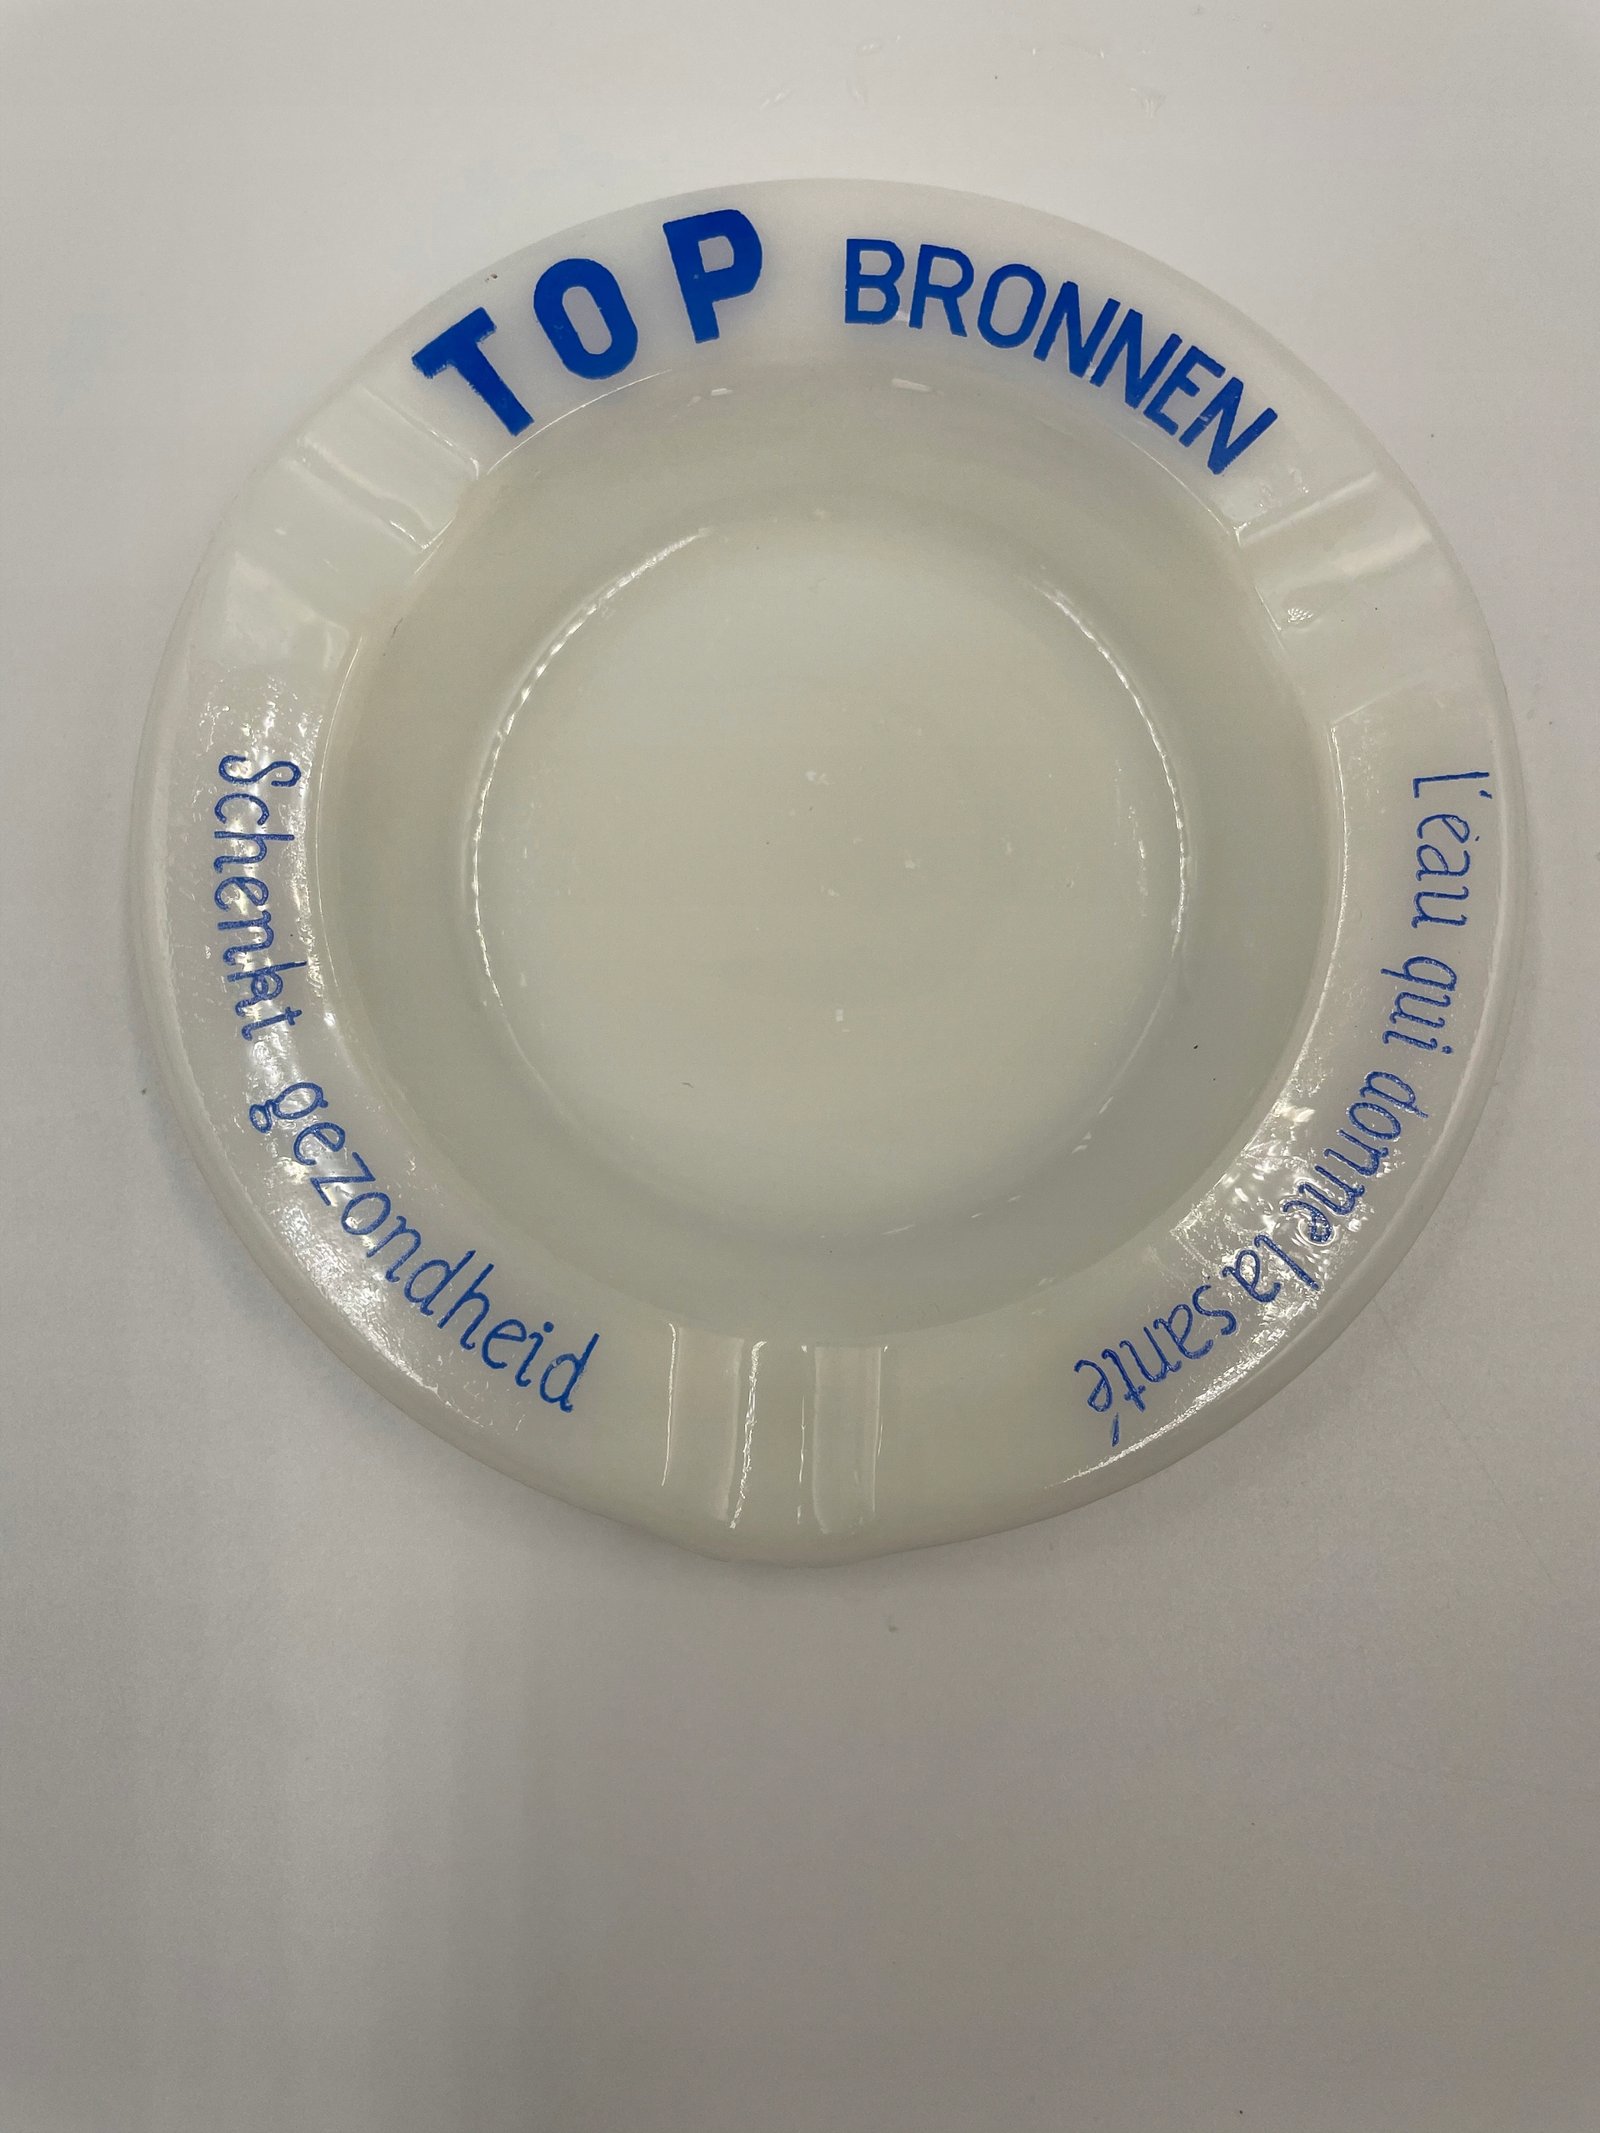 TOP BRONNEN
L'eau qui donne la santé
Schenkt gezondheid